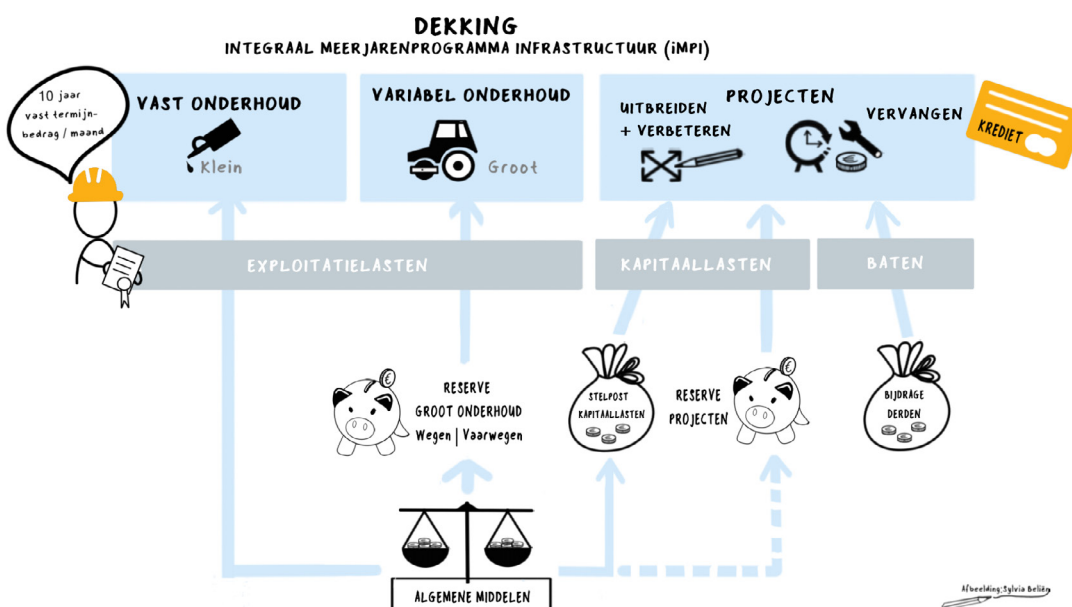 DEKKING
INTEGRAAL MEERJARENPROGRAMMA INFRASTRUCTUUR (iMPI)
10 jaar
vast termijn-
bedrag / maand
VAST ONDERHOUD
Klein
VARIABEL ONDERHOUD
Groot
PROJECTEN
UITBREIDEN
+ VERBETEREN
VERVANGEN
KREDIET
EXPLOITATIELASTEN
KAPITAALLASTEN
BATEN
RESERVE
GROOT ONDERHOUD
Wegen | Vaarwegen
STELPOST
KAPITAALLASTEN
RESERVE
PROJECTEN
BIJDRAGE
DERDEN
ALGEMENE MIDDELEN
Afbeelding: Sylvia Beliën